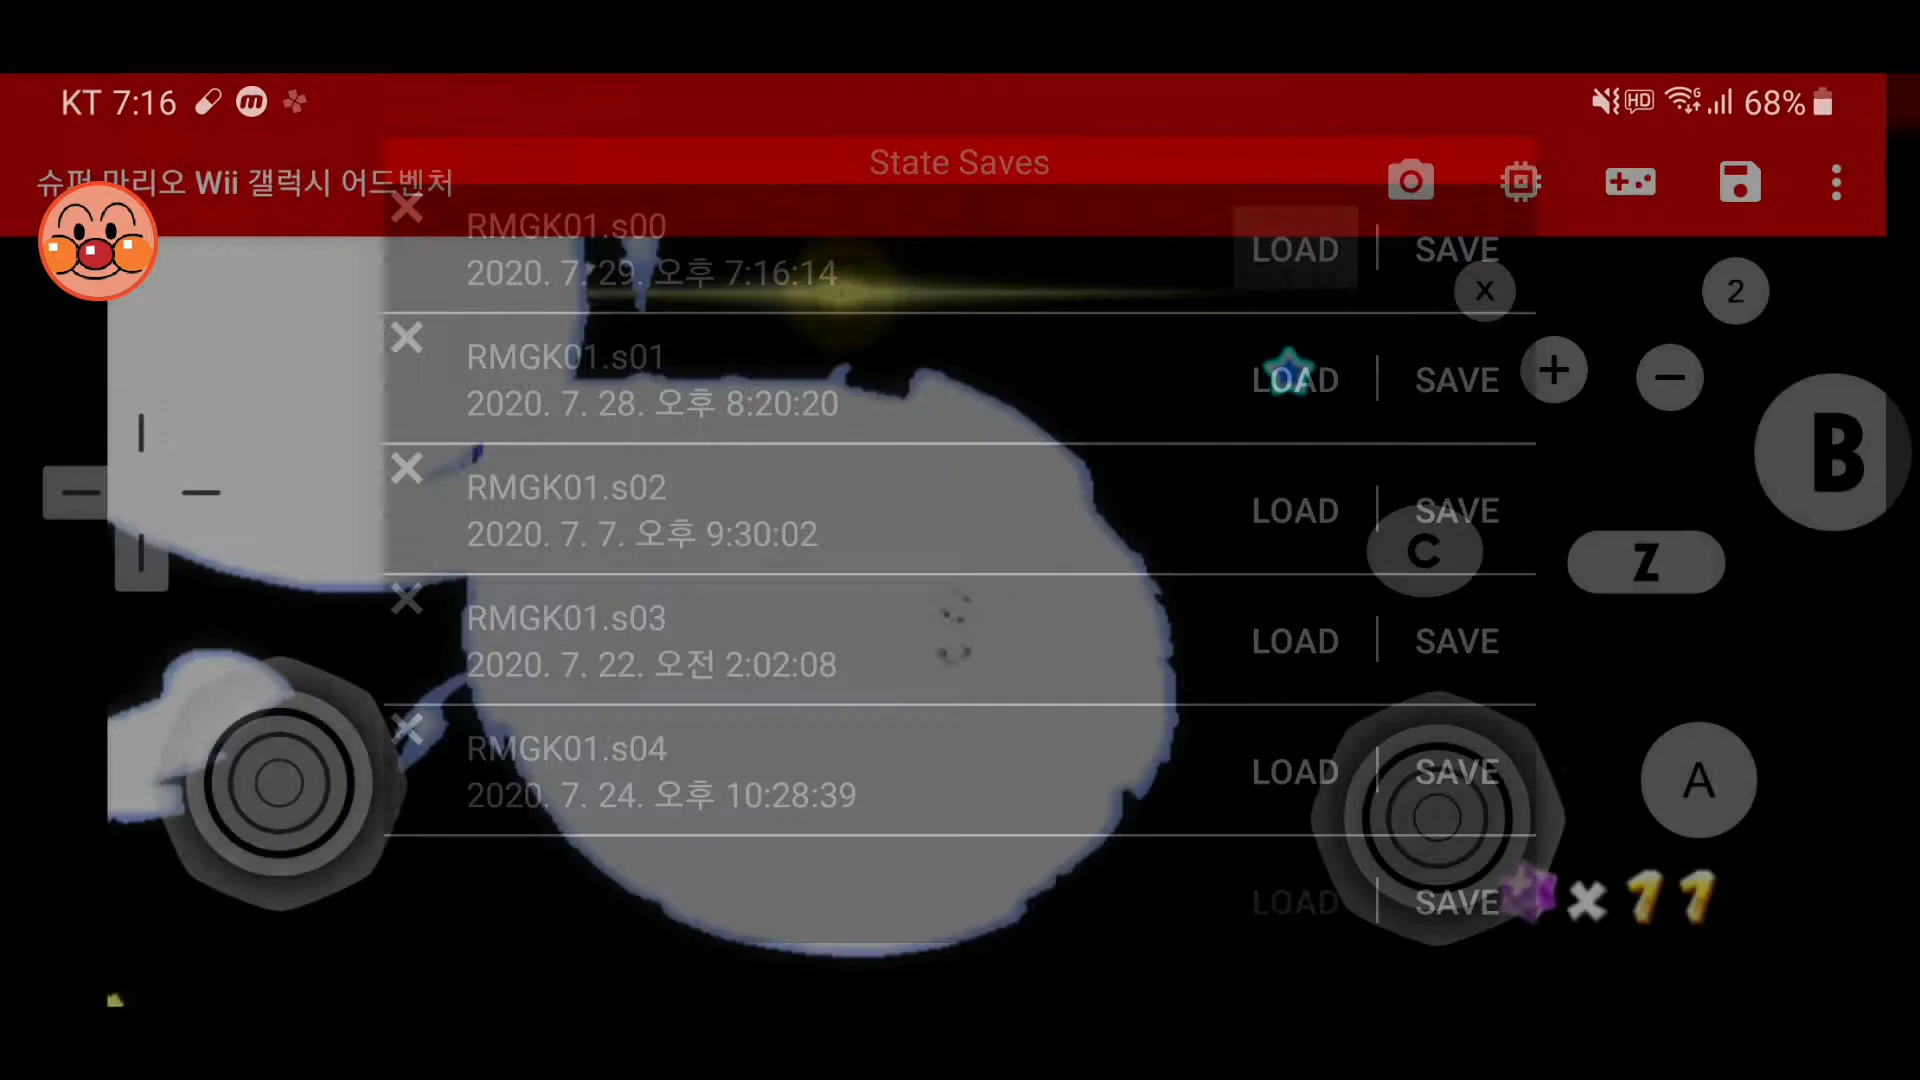 KT 7:16
HD
68%
슈퍼 마리오 Wii 갤럭시 어드벤처
State Saves
RMGK01.s00
2020. 7. 29. 오후 7:16:14
LOAD | SAVE
X
2
RMGK01.s01
2020. 7. 28. 오후 8:20:20
LOAD | SAVE
+
−
B
RMGK01.s02
2020. 7. 7. 오후 9:30:02
LOAD | SAVE
C
Z
RMGK01.s03
2020. 7. 22. 오전 2:02:08
LOAD | SAVE
RMGK01.s04
2020. 7. 24. 오후 10:28:39
LOAD | SAVE
A
LOAD | SAVE
× 11